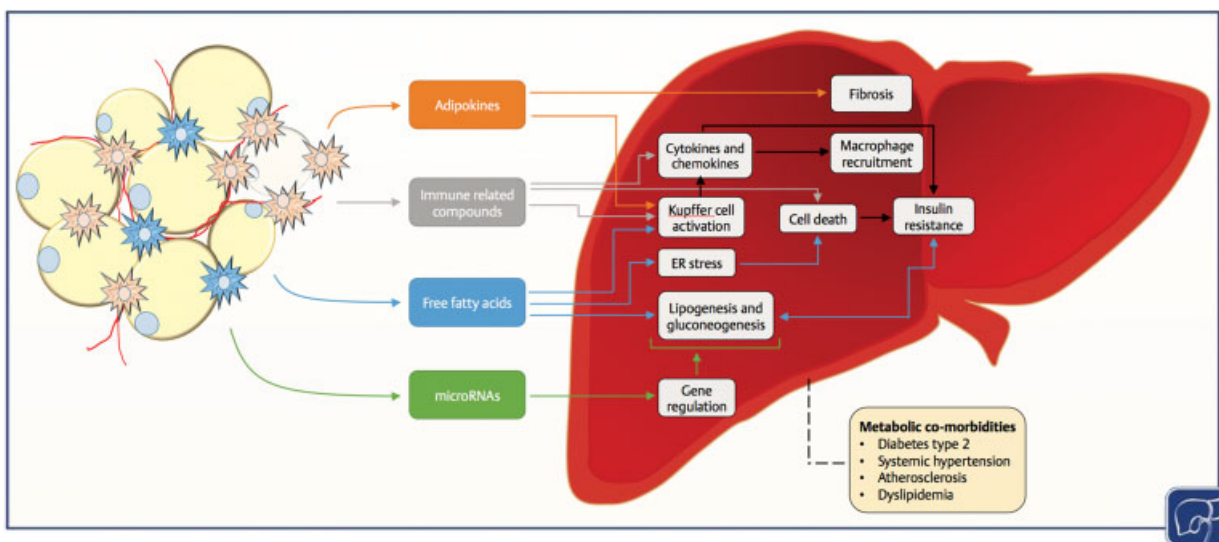 Adipokines
Immune related
compounds
Free fatty acids
microRNAs
Fibrosis
Cytokines and
chemokines
Macrophage
recruitment
Kupffer cell
activation
Cell death
Insulin
resistance
ER stress
Lipogenesis and
gluconeogenesis
Gene
regulation
Metabolic co-morbidities
• Diabetes type 2
• Systemic hypertension
• Atherosclerosis
• Dyslipidemia